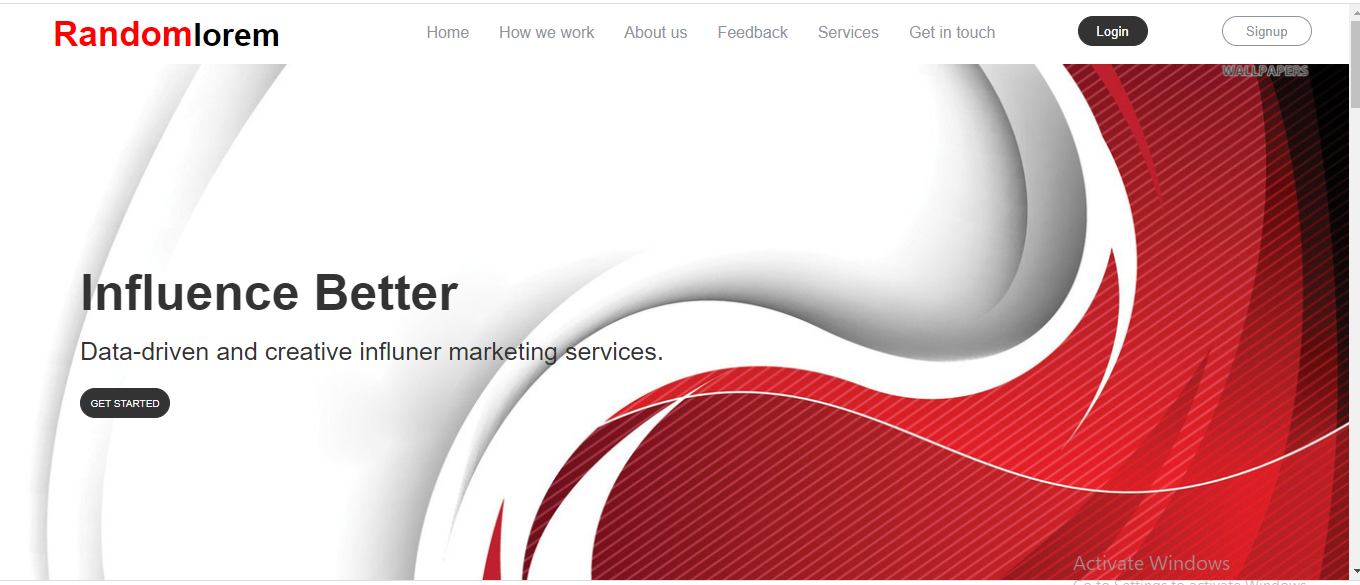 Randomlorem Home How we work About us Feedback Services Get in touch Login Signup
WALLPAPERS
Influence Better
Data-driven and creative influner marketing services.
GET STARTED
Activate Windows
Go to Settings to activate Windows.